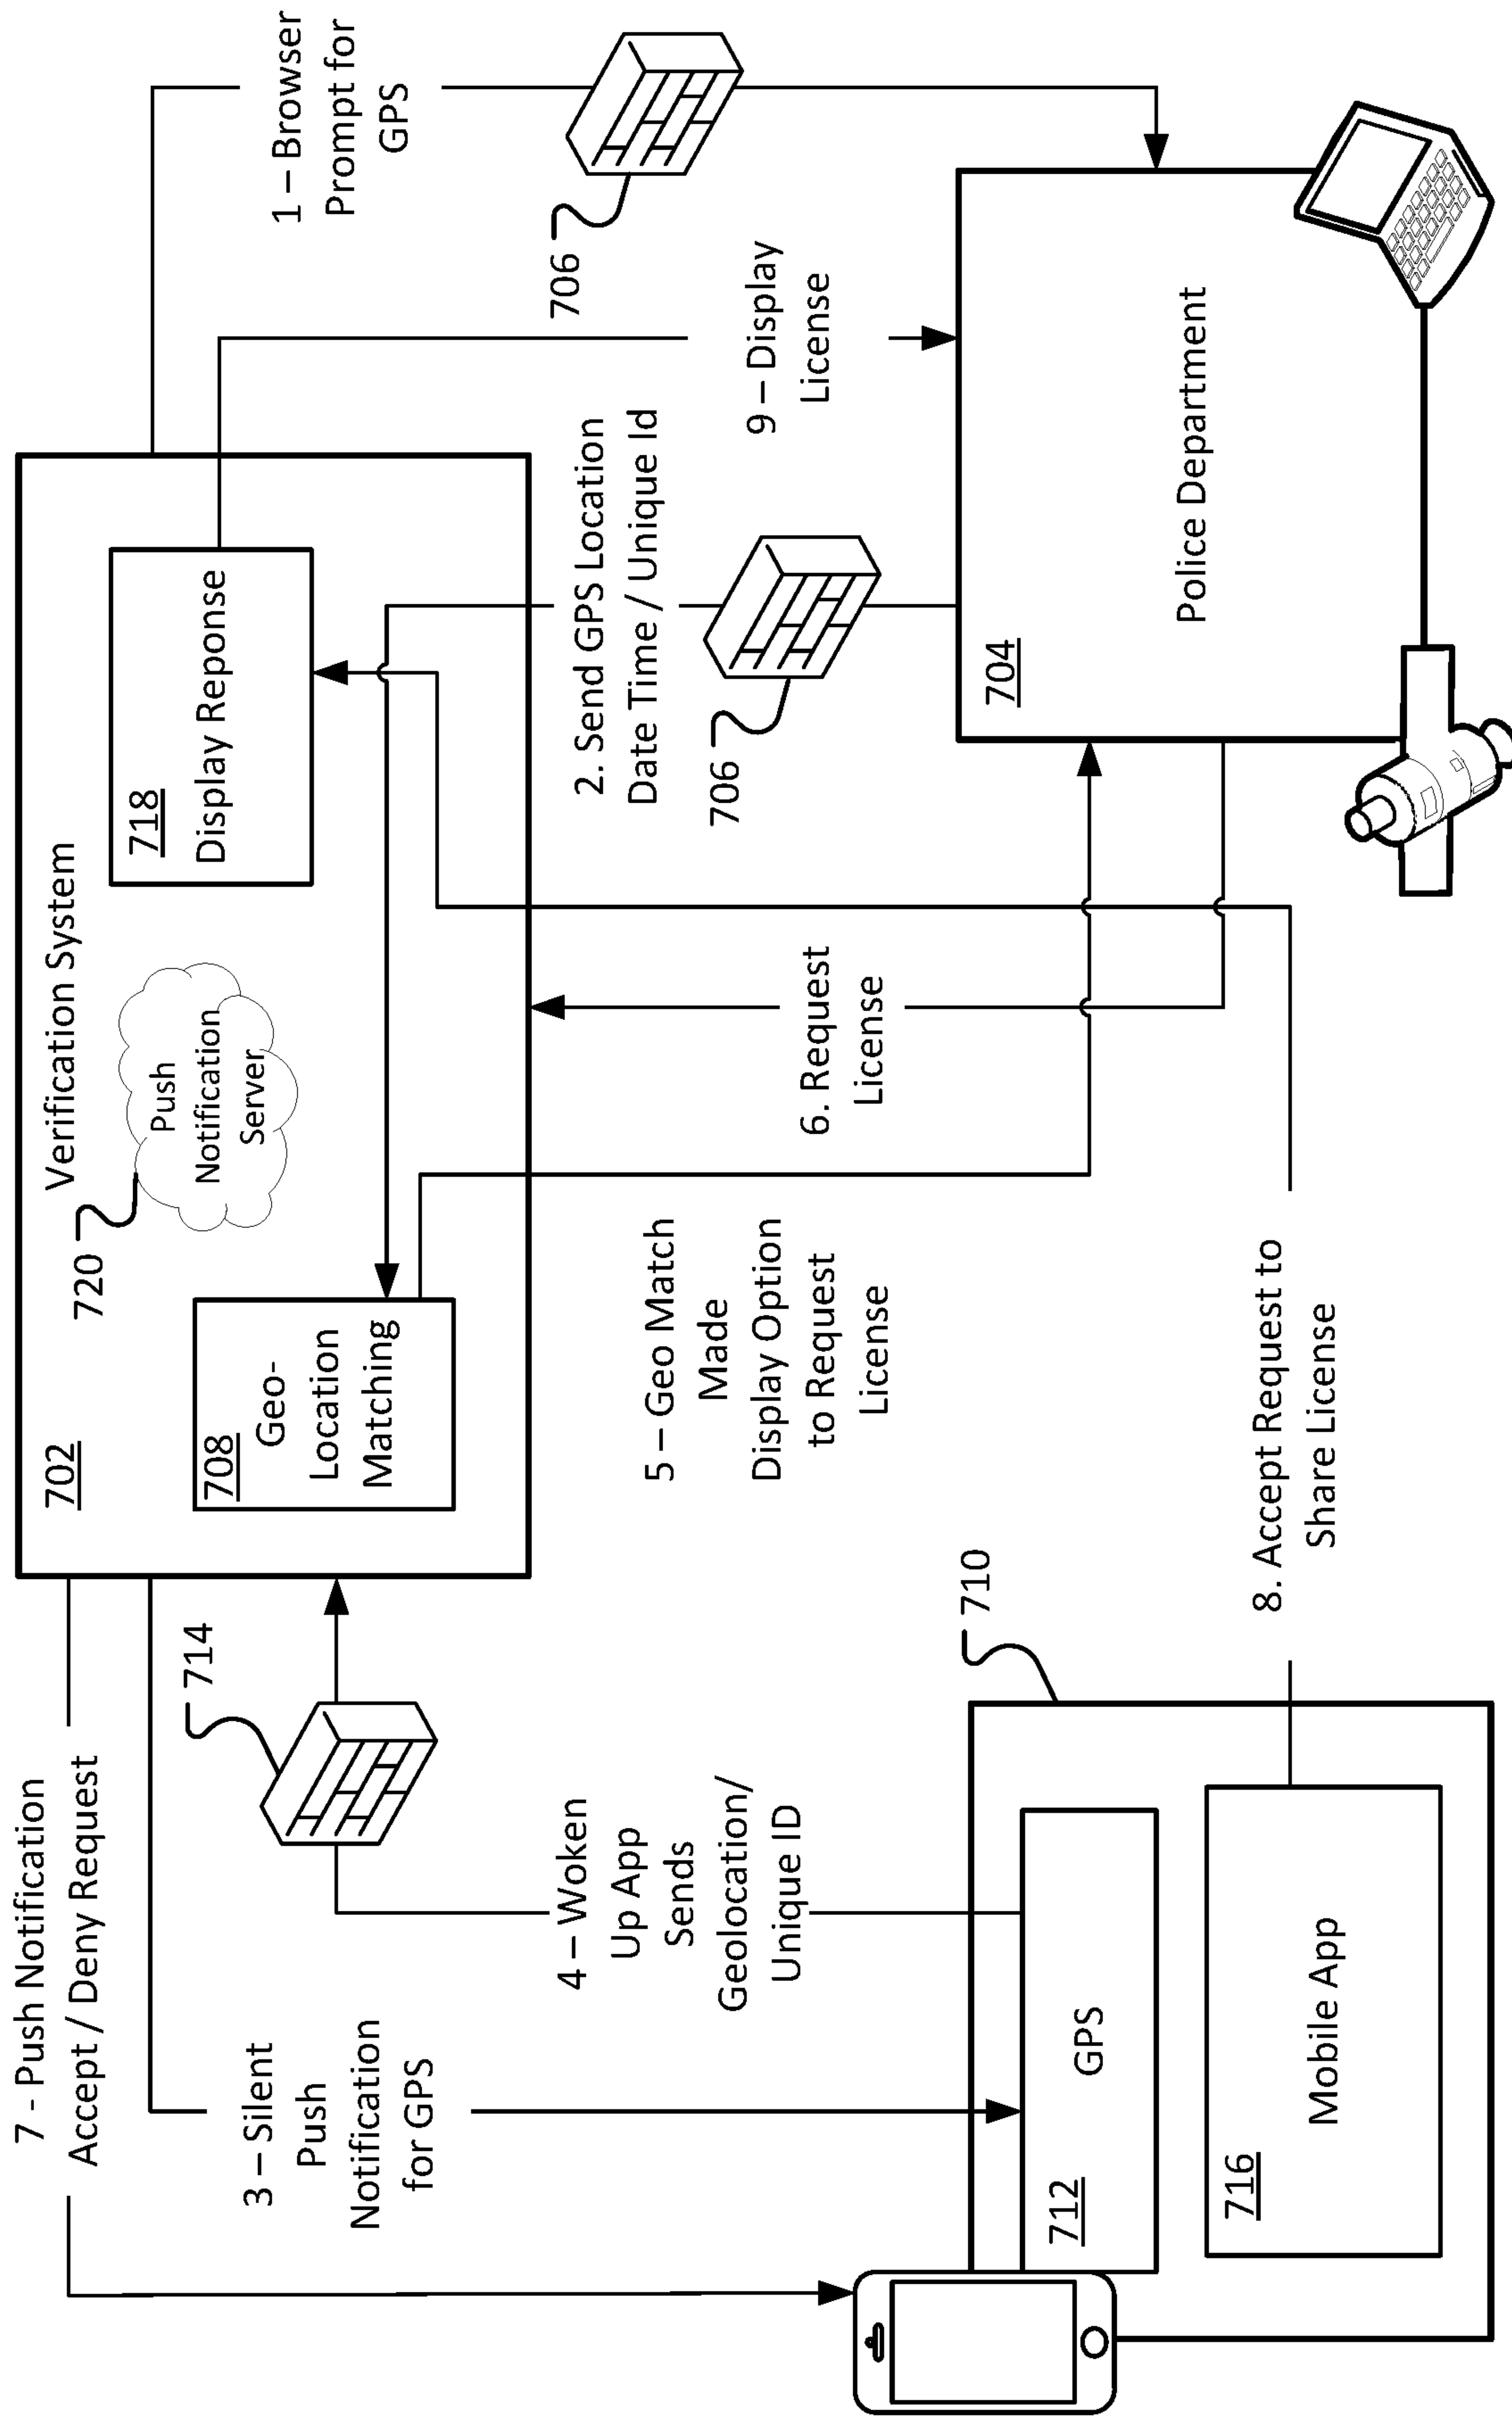 7 - Push Notification
Accept / Deny Request
3 – Silent
Push
Notification
for GPS
714
4 – Woken
Up App
Sends
Geolocation/
Unique ID
702
Verification System
720
Push
Notification
Server
708
Geo-
Location
Matching
718
Display Reponse
1 – Browser
Prompt for
GPS
706
2. Send GPS Location
Date Time / Unique Id
706
9 – Display
License
5 – Geo Match
Made
Display Option
to Request
License
6. Request
License
704
Police Department
710
712
GPS
716
Mobile App
8. Accept Request to
Share License